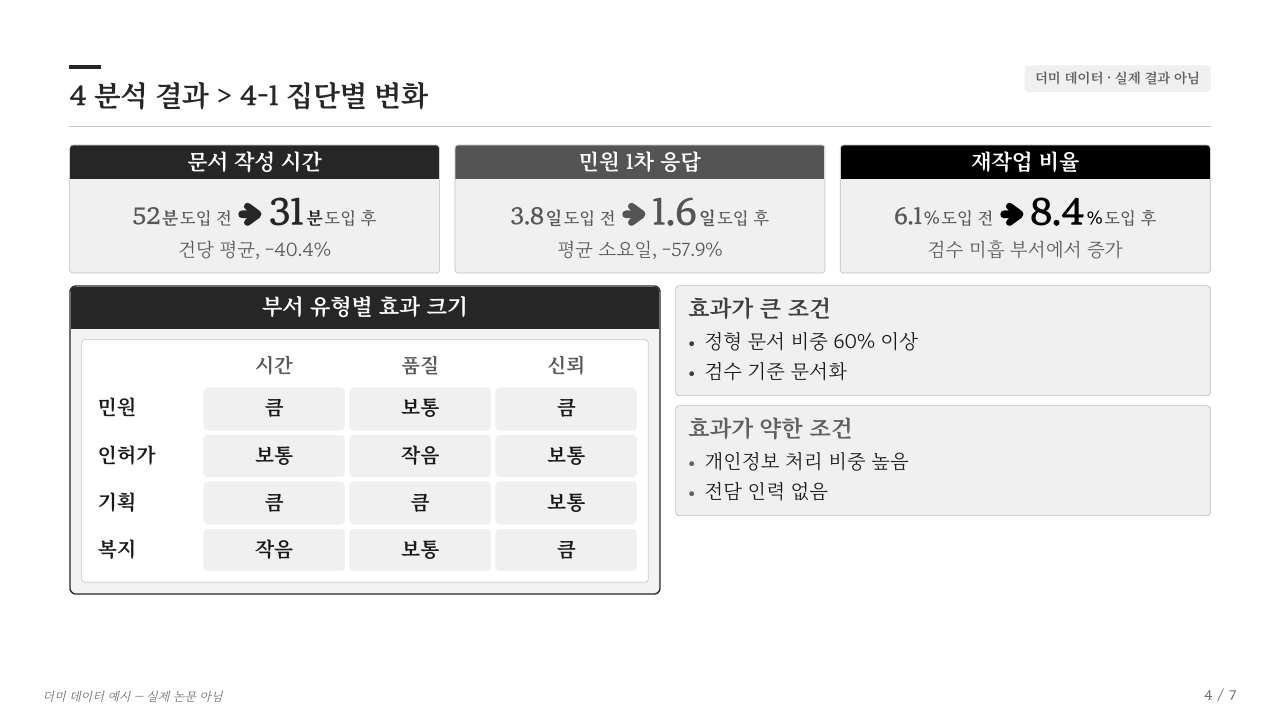 4 분석 결과 > 4-1 집단별 변화
더미 데이터 · 실제 결과 아님
문서 작성 시간
52분도입 전 → 31분도입 후
건당 평균, −40.4%
민원 1차 응답
3.8일도입 전 → 1.6일도입 후
평균 소요일, −57.9%
재작업 비율
6.1%도입 전 → 8.4%도입 후
검수 미흡 부서에서 증가
부서 유형별 효과 크기
시간 품질 신뢰
민원 큼 보통 큼
인허가 보통 작음 보통
기획 큼 큼 보통
복지 작음 보통 큼
효과가 큰 조건
• 정형 문서 비중 60% 이상
• 검수 기준 문서화
효과가 약한 조건
• 개인정보 처리 비중 높음
• 전담 인력 없음
더미 데이터 예시 — 실제 논문 아님
4 / 7